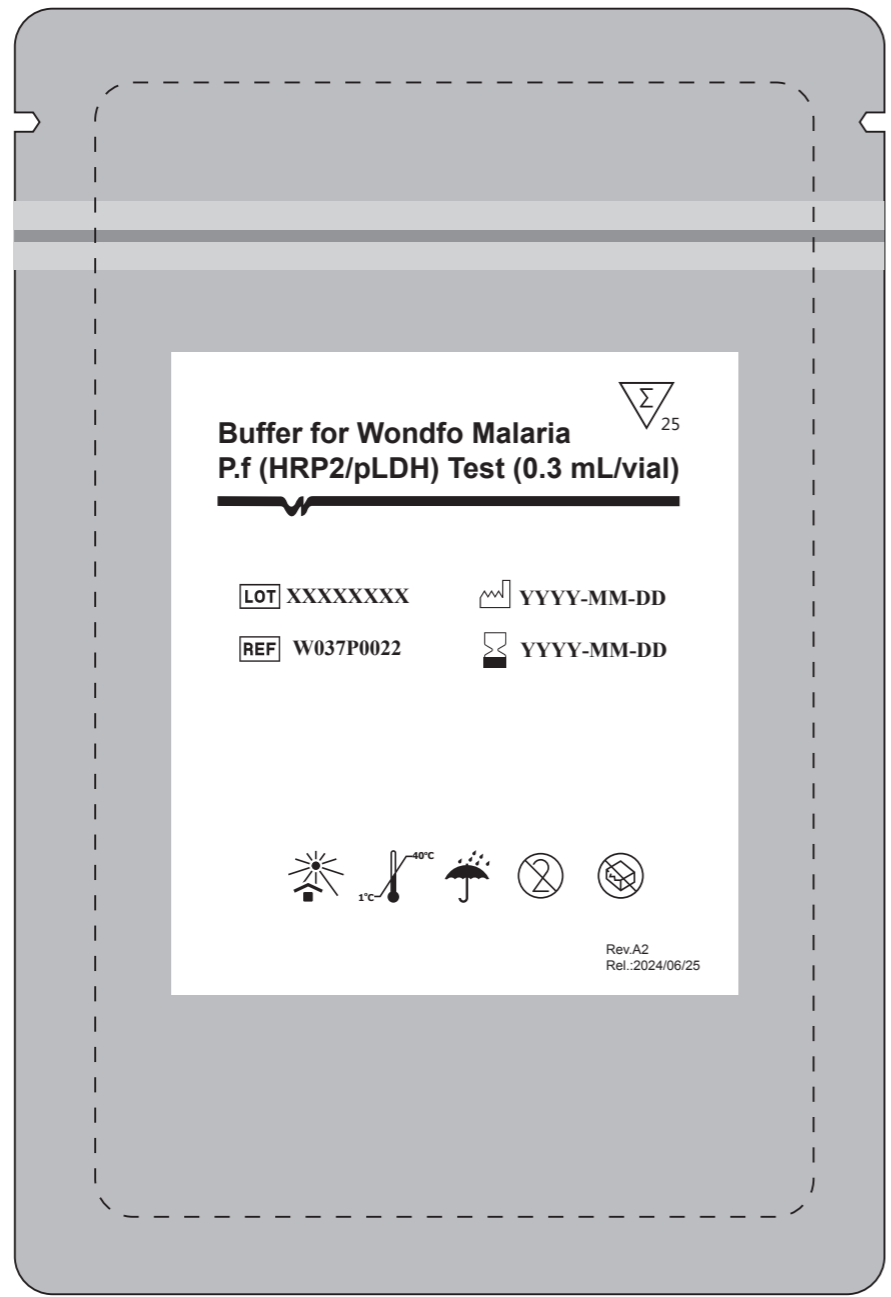 Σ
25
Buffer for Wondfo Malaria
P.f (HRP2/pLDH) Test (0.3 mL/vial)
LOT XXXXXXXX
YYYY-MM-DD
REF W037P0022
YYYY-MM-DD
40°C
1°C
2
Rev.A2
Rel.:2024/06/25